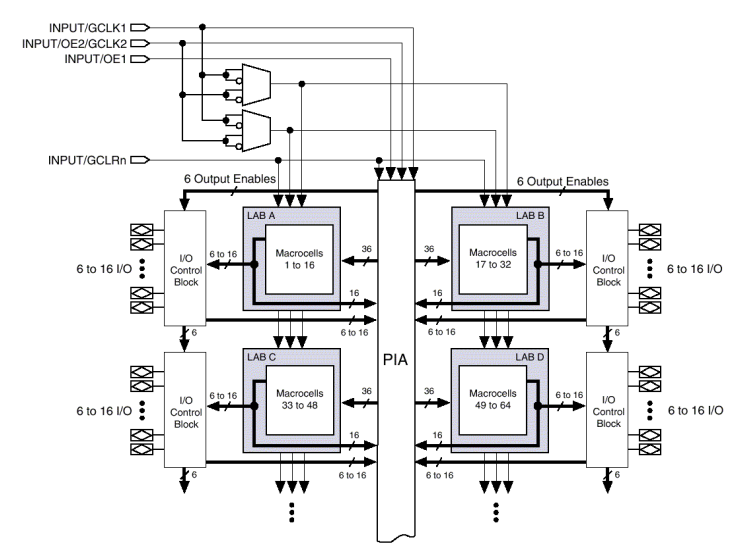 INPUT/GCLK1
INPUT/OE2/GCLK2
INPUT/OE1
INPUT/GCLRn
6 Output Enables
6 Output Enables
LAB A
LAB B
I/O
Control
Block
6 to 16
Macrocells
1 to 16
36
36
Macrocells
17 to 32
6 to 16
I/O
Control
Block
6 to 16 I/O
6 to 16 I/O
16
16
6 to 16
6 to 16
6
6
LAB C
PIA
LAB D
I/O
Control
Block
6 to 16
Macrocells
33 to 48
36
36
Macrocells
49 to 64
6 to 16
I/O
Control
Block
6 to 16 I/O
6 to 16 I/O
16
16
6 to 16
6 to 16
6
6